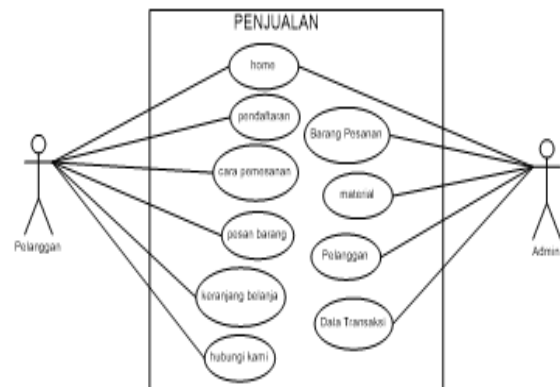 PENJUALAN
home
pendaftaran
Barang Pesanan
cara pemesanan
material
pesan barang
Pelanggan
keranjang belanja
Data Transaksi
hubungi kami
Pelanggan
Admin